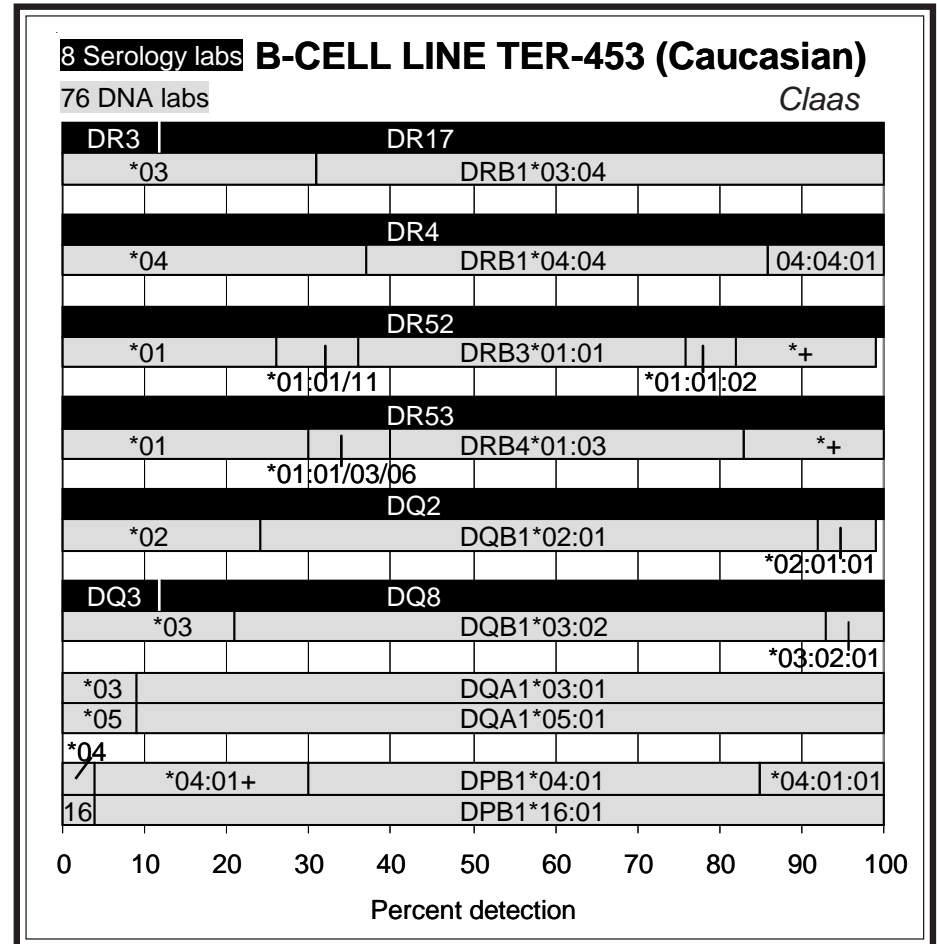 8 Serology labs B-CELL LINE TER-453 (Caucasian)
76 DNA labs Claas
DR3 DR17
*03 DRB1*03:04
DR4
*04 DRB1*04:04 04:04:01
DR52
*01 DRB3*01:01 *+
*01:01/11 *01:01:02
DR53
*01 DRB4*01:03 *+
*01:01/03/06
DQ2
*02 DQB1*02:01
*02:01:01
DQ3 DQ8
*03 DQB1*03:02
*03:02:01
*03 DQA1*03:01
*05 DQA1*05:01
*04
*04:01+ DPB1*04:01 *04:01:01
16 DPB1*16:01
0 10 20 30 40 50 60 70 80 90 100
Percent detection